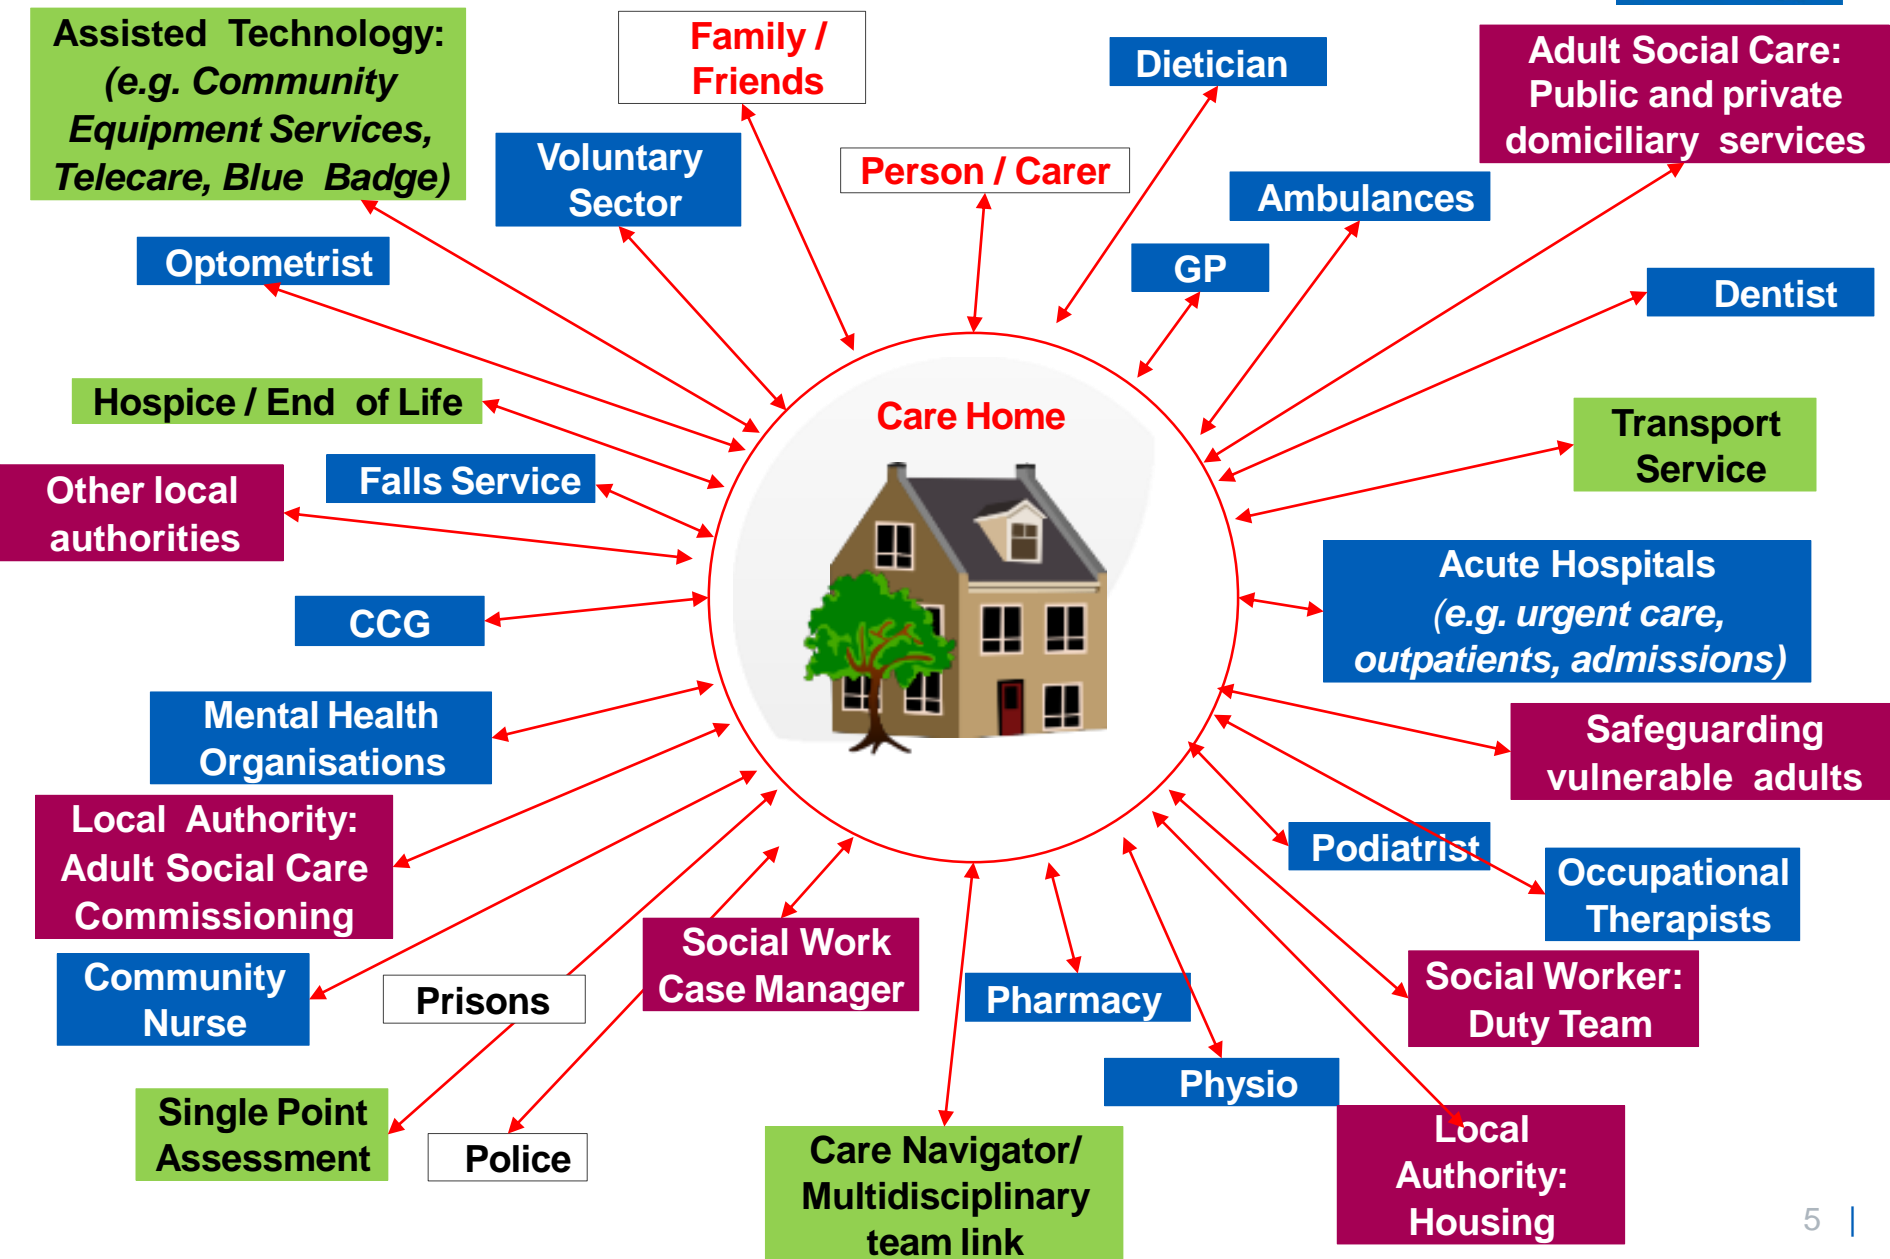 Assisted Technology:
(e.g. Community
Equipment Services,
Telecare, Blue Badge)
Family /
Friends
Dietician
Adult Social Care:
Public and private
domiciliary services
Voluntary
Sector
Person / Carer
Ambulances
Optometrist
GP
Dentist
Hospice / End of Life
Care Home
Transport
Service
Other local
authorities
Falls Service
Acute Hospitals
(e.g. urgent care,
outpatients, admissions)
CCG
Mental Health
Organisations
Safeguarding
vulnerable adults
Local Authority:
Adult Social Care
Commissioning
Podiatrist
Occupational
Therapists
Community
Nurse
Prisons
Social Work
Case Manager
Pharmacy
Social Worker:
Duty Team
Physio
Single Point
Assessment
Police
Care Navigator/
Multidisciplinary
team link
Local
Authority:
Housing
5 |